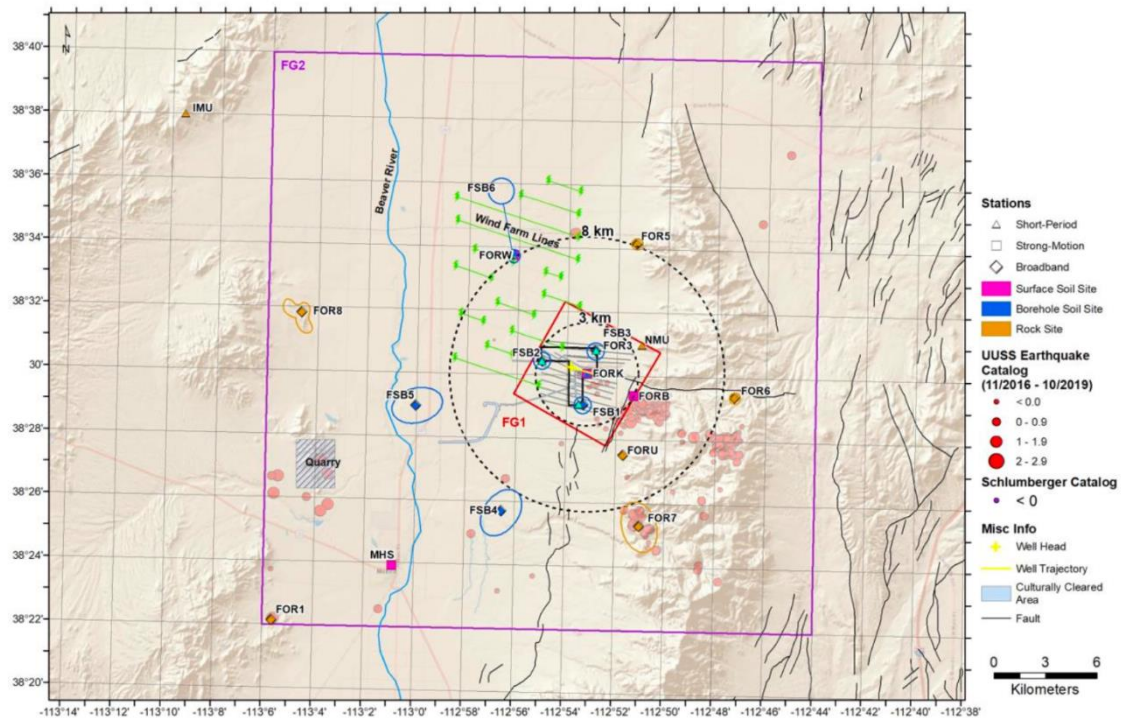 38°40'
38°38'
38°36'
38°34'
38°32'
30'
38°28'
38°26'
38°24'
38°22'
38°20'
N
FG2
IMU
Beaver River
FSB6
Wind Farm Lines
8 km
FORW
FOR5
FOR8
3 km
FSB3
NMU
FSB2
FOR3
FORK
FSB5
FORB
FOR6
FSB1
FG1
FORU
Quarry
FSB4
FOR7
MHS
FOR1
-113°14'
-113°12'
-113°10'
-113°8'
-113°6'
-113°4'
-113°2'
-113°0'
-112°58'
-112°56'
-112°54'
-112°52'
-112°50'
-112°48'
-112°46'
-112°44'
-112°42'
-112°40'
-112°38'
Stations
Short-Period
Strong-Motion
Broadband
Surface Soil Site
Borehole Soil Site
Rock Site
UUSS Earthquake
Catalog
(11/2016 - 10/2019)
< 0.0
0 - 0.9
1 - 1.9
2 - 2.9
Schlumberger Catalog
< 0
Misc Info
Well Head
Well Trajectory
Culturally Cleared
Area
Fault
0 3 6
Kilometers